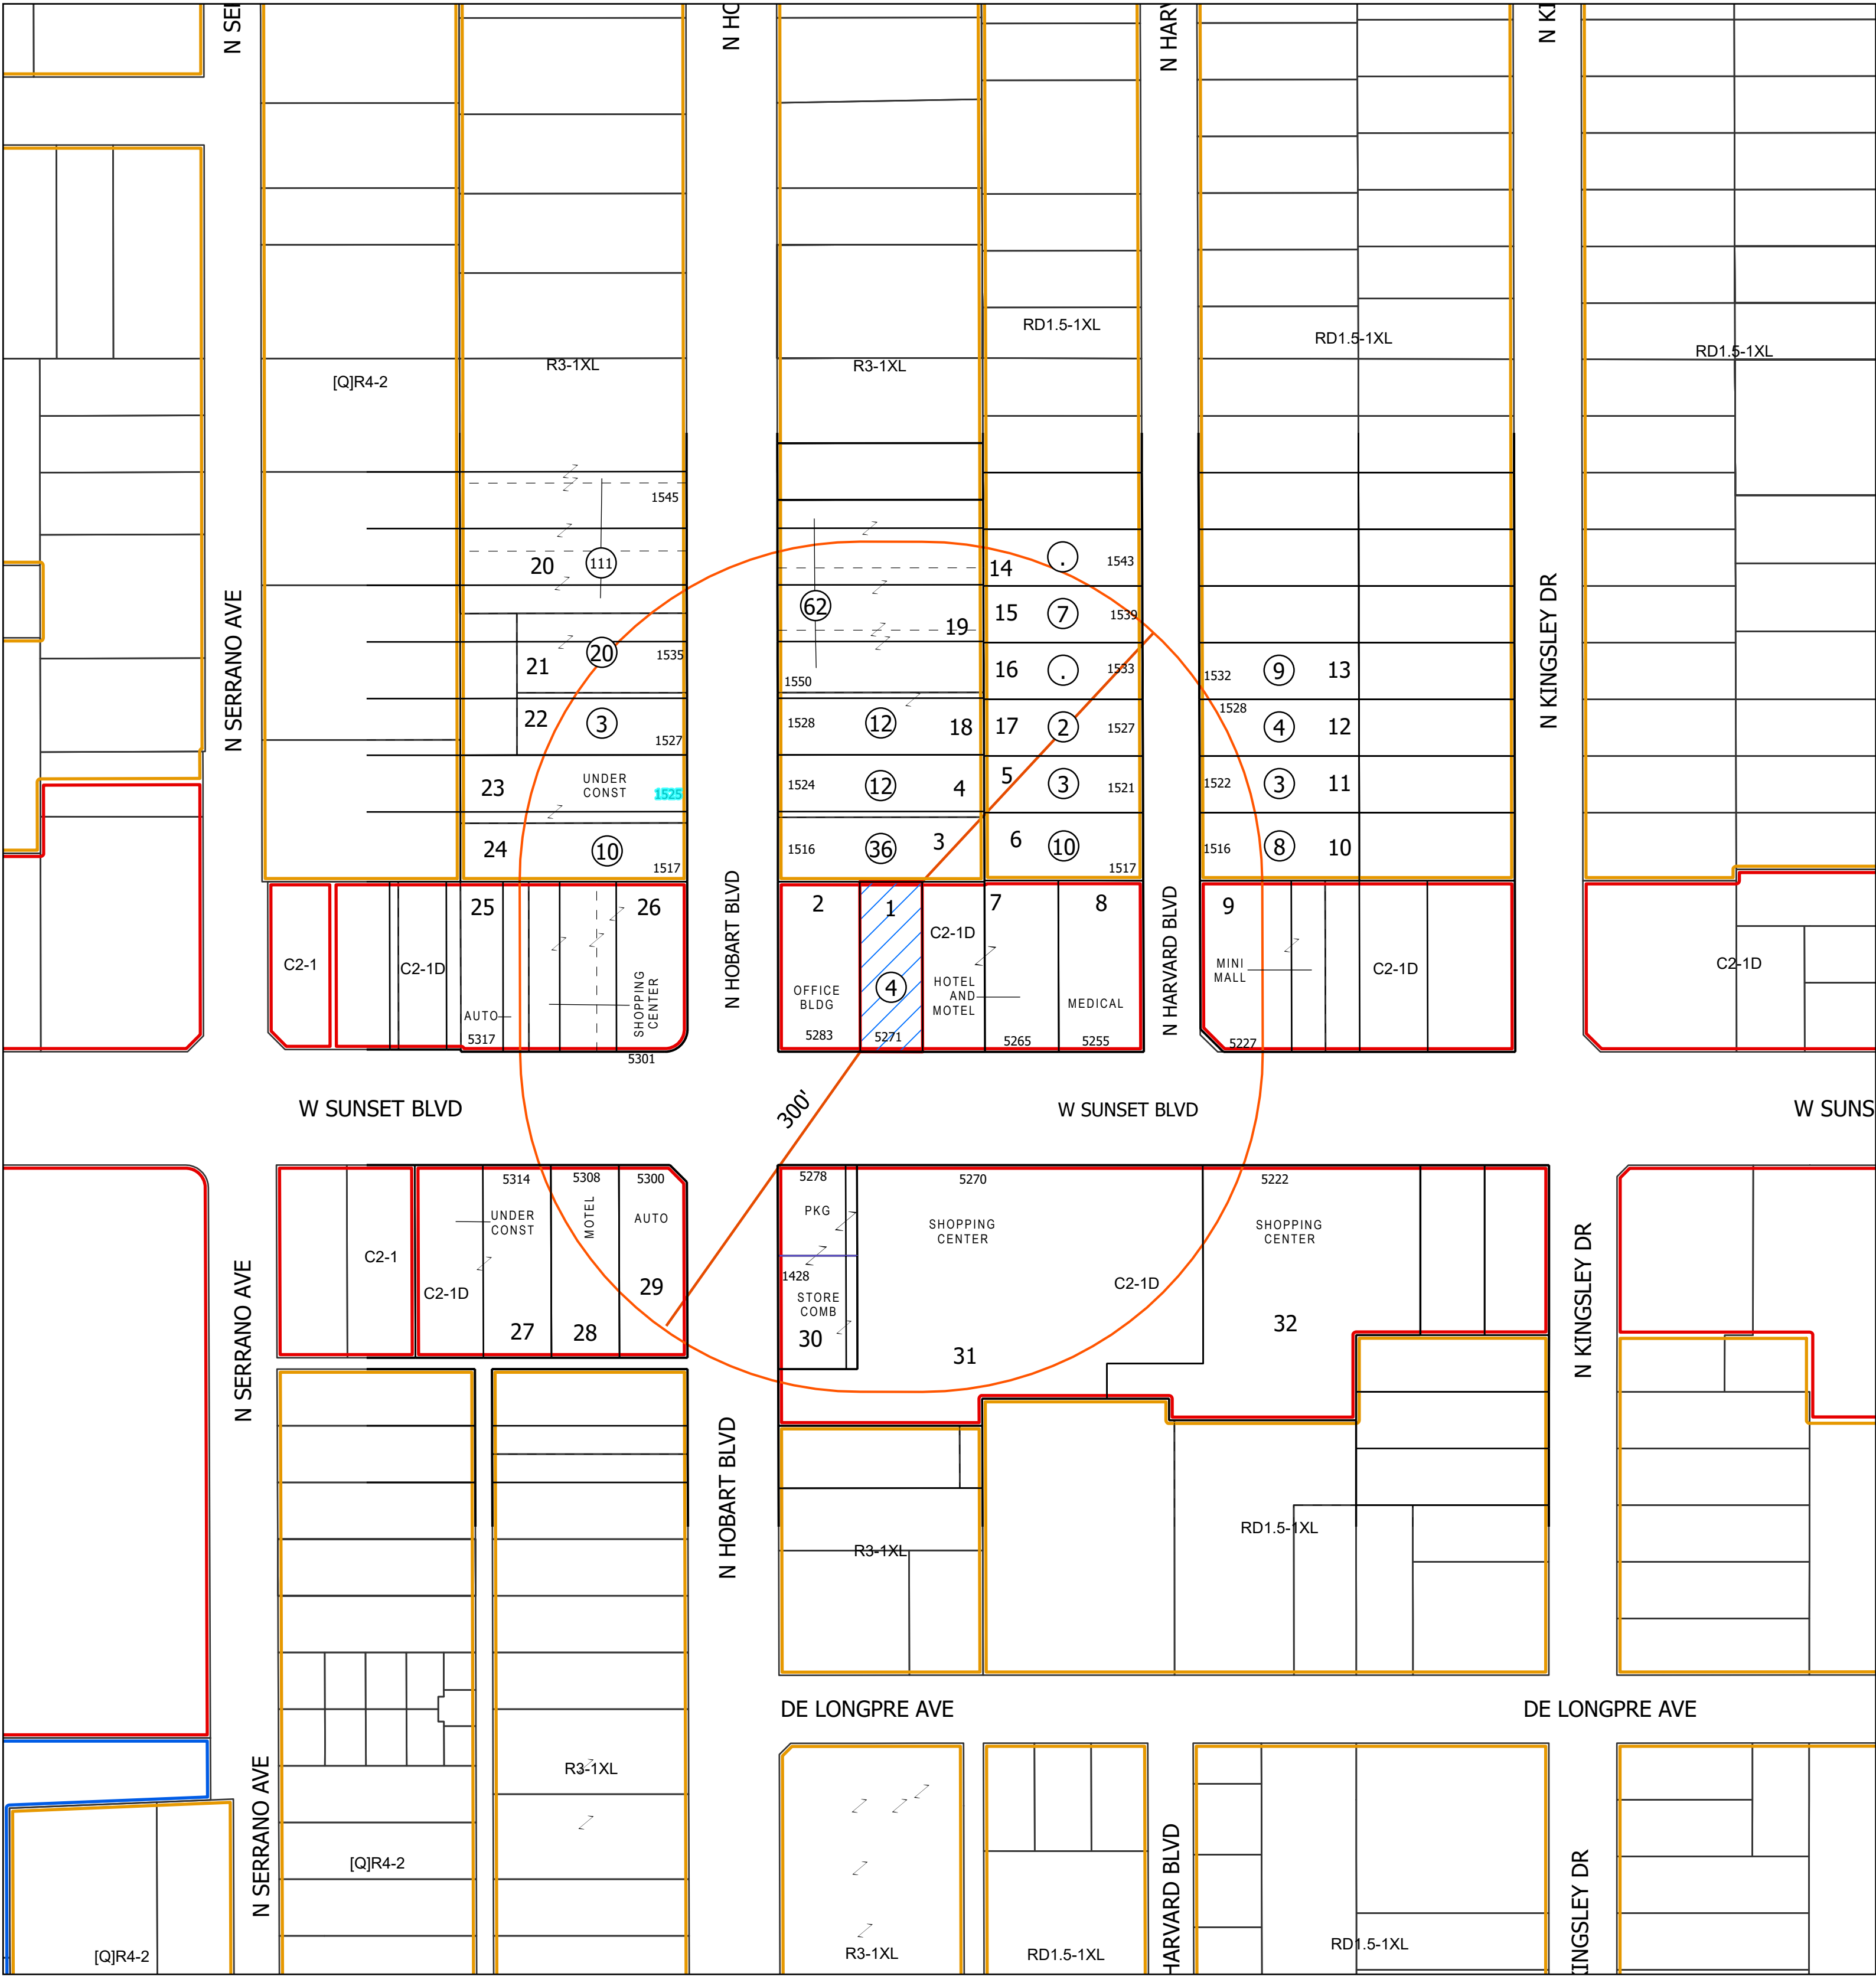 N SE
N HO
N HARV
N KI
RD1.5-1XL
RD1.5-1XL
RD1.5-1XL
R3-1XL
R3-1XL
[Q]R4-2
1545
20
111
14
.
1543
62
15
7
1539
19
N SERRANO AVE
N KINGSLEY DR
21
20
1535
1550
16
.
1533
1532
9
13
22
3
1527
1528
12
18
17
2
1527
1528
4
12
23
UNDER
CONST
1525
1524
12
4
5
3
1521
1522
3
11
24
10
1517
1516
36
3
6
10
1517
1516
8
10
25
26
N HOBART BLVD
2
1
7
8
N HARVARD BLVD
9
C2-1
C2-1D
AUTO
5317
SHOPPING
CENTER
5301
OFFICE
BLDG
5283
4
5271
C2-1D
HOTEL
AND
MOTEL
5265
MEDICAL
5255
MINI
MALL
5227
C2-1D
C2-1D
W SUNSET BLVD
300'
W SUNSET BLVD
W SUNS
5314
5308
5300
5278
5270
5222
UNDER
CONST
MOTEL
AUTO
PKG
SHOPPING
CENTER
SHOPPING
CENTER
C2-1
C2-1D
29
1428
STORE
COMB
C2-1D
27
28
30
31
32
N SERRANO AVE
N HOBART BLVD
N KINGSLEY DR
R3-1XL
RD1.5-1XL
DE LONGPRE AVE
DE LONGPRE AVE
N SERRANO AVE
R3-1XL
[Q]R4-2
[Q]R4-2
R3-1XL
RD1.5-1XL
HARVARD BLVD
RD1.5-1XL
INGSLEY DR